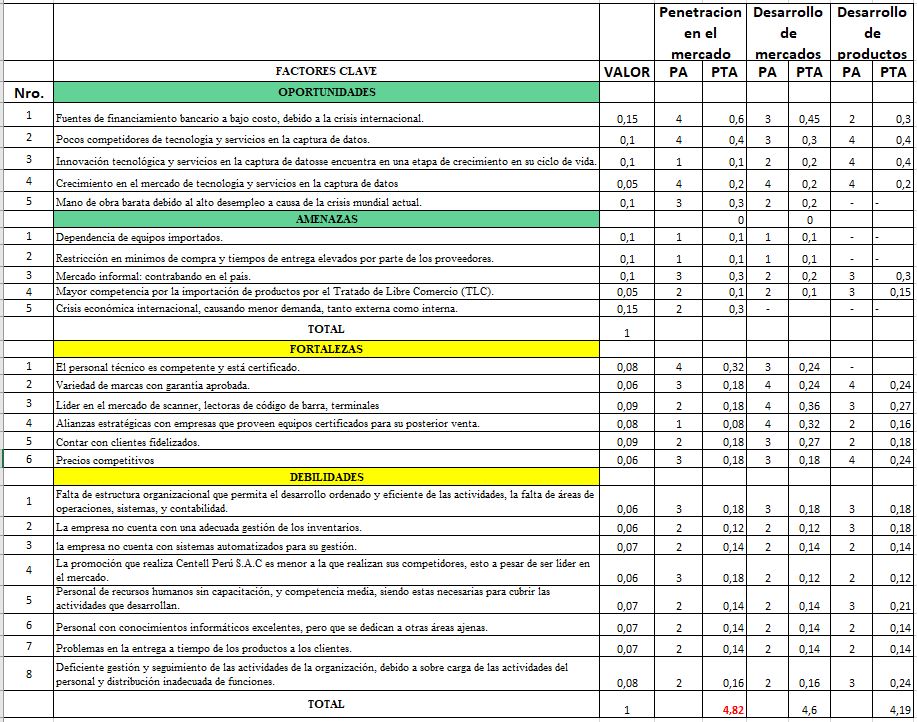 Penetracion en el mercado Desarrollo de mercados Desarrollo de productos
FACTORES CLAVE VALOR PA PTA PA PTA PA PTA
Nro. OPORTUNIDADES
1 Fuentes de financiamiento bancario a bajo costo, debido a la crisis internacional. 0,15 4 0,6 3 0,45 2 0,3
2 Pocos competidores de tecnologia y servicios en la captura de datos. 0,1 4 0,4 3 0,3 4 0,4
3 Innovación tecnológica y servicios en la captura de datosse encuentra en una etapa de crecimiento en su ciclo de vida. 0,1 1 0,1 2 0,2 4 0,4
4 Crecimiento en el mercado de tecnologia y servicios en la captura de datos 0,05 4 0,2 4 0,2 4 0,2
5 Mano de obra barata debido al alto desempleo a causa de la crisis mundial actual. 0,1 3 0,3 2 0,2 - -
AMENAZAS 0 0
1 Dependencia de equipos importados. 0,1 1 0,1 1 0,1 - -
2 Restricción en minimos de compra y tiempos de entrega elevados por parte de los proveedores. 0,1 1 0,1 1 0,1 - -
3 Mercado informal: contrabando en el pais. 0,1 3 0,3 2 0,2 3 0,3
4 Mayor competencia por la importación de productos por el Tratado de Libre Comercio (TLC). 0,05 2 0,1 2 0,1 3 0,15
5 Crisis económica internacional, causando menor demanda, tanto externa como interna. 0,15 2 0,3 - - -
TOTAL 1
FORTALEZAS
1 El personal técnico es competente y está certificado. 0,08 4 0,32 3 0,24 -
2 Variedad de marcas con garantia aprobada. 0,06 3 0,18 4 0,24 4 0,24
3 Lider en el mercado de scanner, lectoras de código de barra, terminales 0,09 2 0,18 4 0,36 3 0,27
4 Alianzas estratégicas con empresas que proveen equipos certificados para su posterior venta. 0,08 1 0,08 4 0,32 2 0,16
5 Contar con clientes fidelizados. 0,09 2 0,18 3 0,27 2 0,18
6 Precios competitivos 0,06 3 0,18 3 0,18 4 0,24
DEBILIDADES
1 Falta de estructura organizacional que permita el desarrollo ordenado y eficiente de las actividades, la falta de áreas de
operaciones, sistemas, y contabilidad. 0,06 3 0,18 3 0,18 3 0,18
2 La empresa no cuenta con una adecuada gestión de los inventarios. 0,06 2 0,12 2 0,12 3 0,18
3 la empresa no cuenta con sistemas automatizados para su gestión. 0,07 2 0,14 2 0,14 2 0,14
4 La promoción que realiza Centell Perú S.A.C es menor a la que realizan sus competidores, esto a pesar de ser lider en
el mercado. 0,06 3 0,18 2 0,12 2 0,12
5 Personal de recursos humanos sin capacitación, y competencia media, siendo estas necesarias para cubrir las
actividades que desarrollan. 0,07 2 0,14 2 0,14 3 0,21
6 Personal con conocimientos informáticos excelentes, pero que se dedican a otras áreas ajenas. 0,07 2 0,14 2 0,14 2 0,14
7 Problemas en la entrega a tiempo de los productos a los clientes. 0,07 2 0,14 2 0,14 2 0,14
8 Deficiente gestión y seguimiento de las actividades de la organización, debido a sobre carga de las actividades del
personal y distribución inadecuada de funciones. 0,08 2 0,16 2 0,16 3 0,24
TOTAL 1 4,82 4,6 4,19